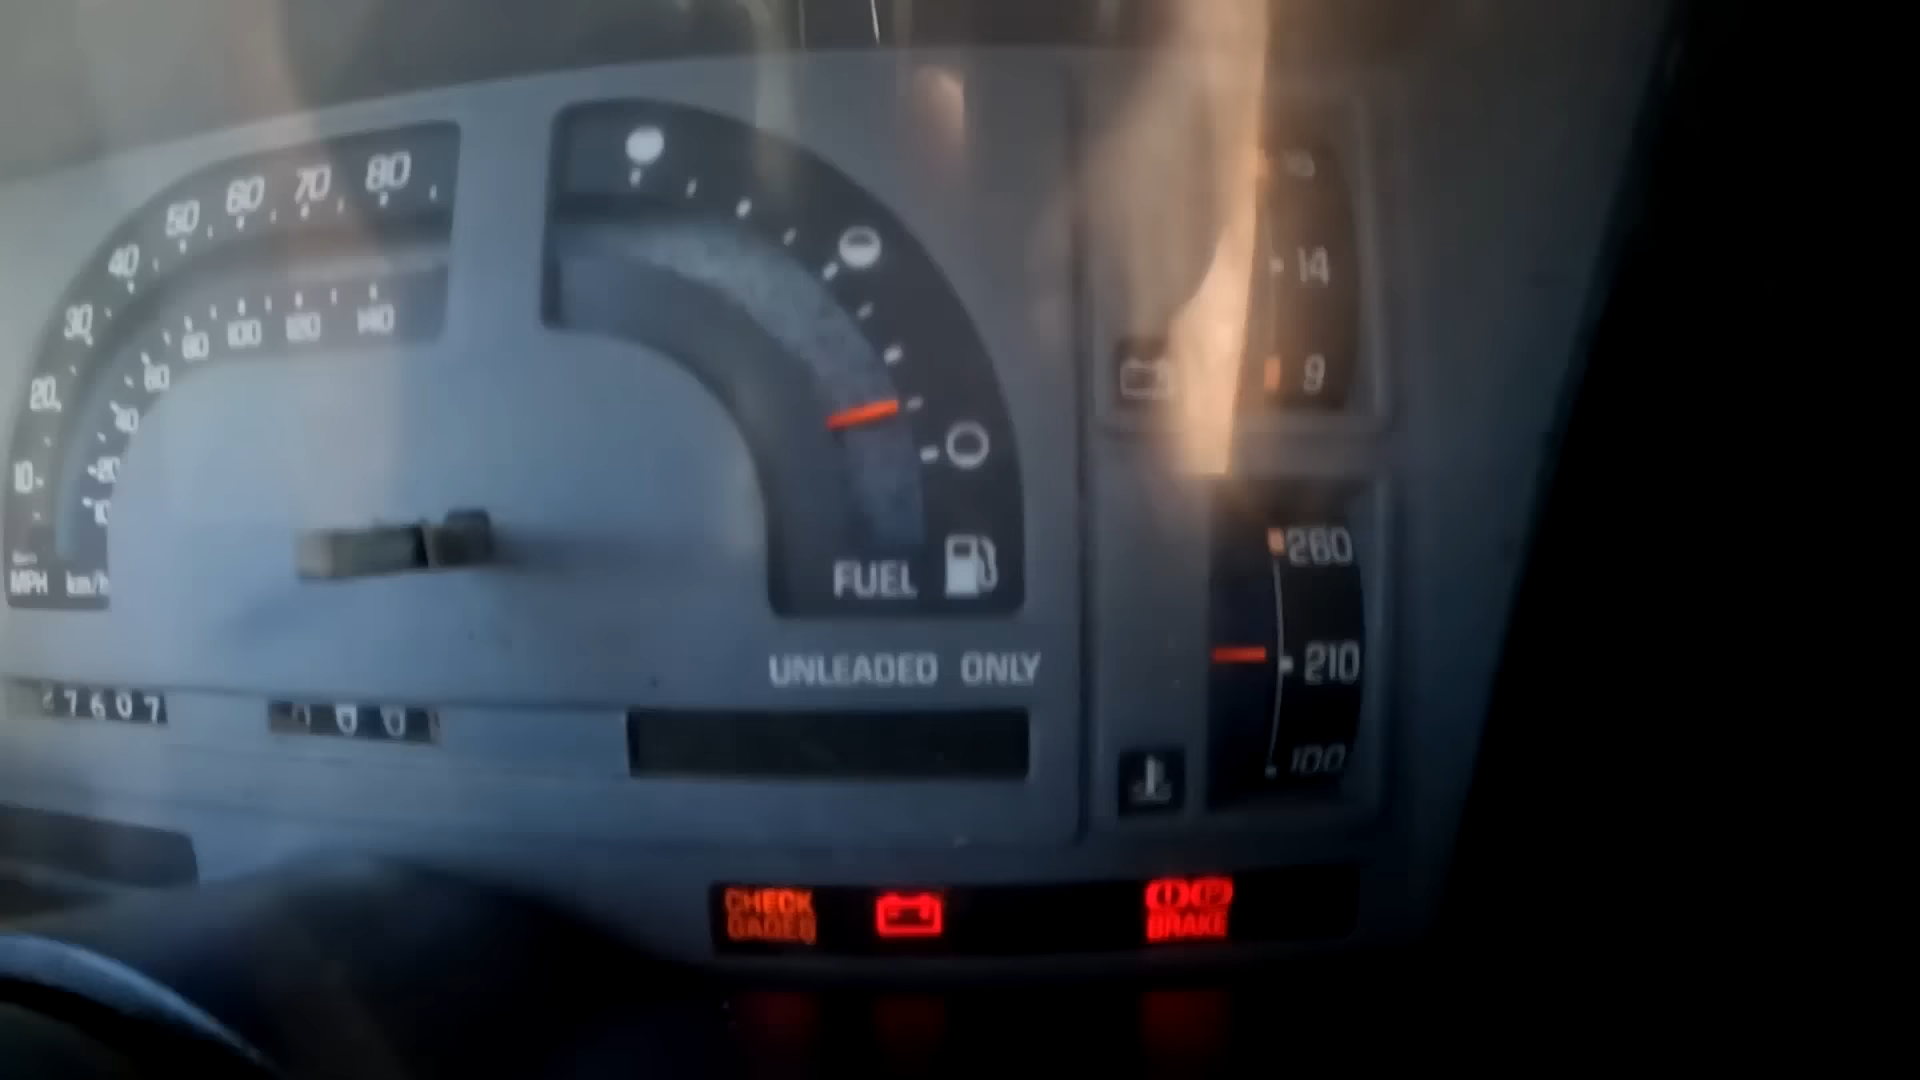 10 20 30 40 50 60 70 80
20 40 60 80 100 120 140
MPH km/h
FUEL
UNLEADED ONLY
7607
14
9
260
210
100
CHECK
GAGES
BRAKE